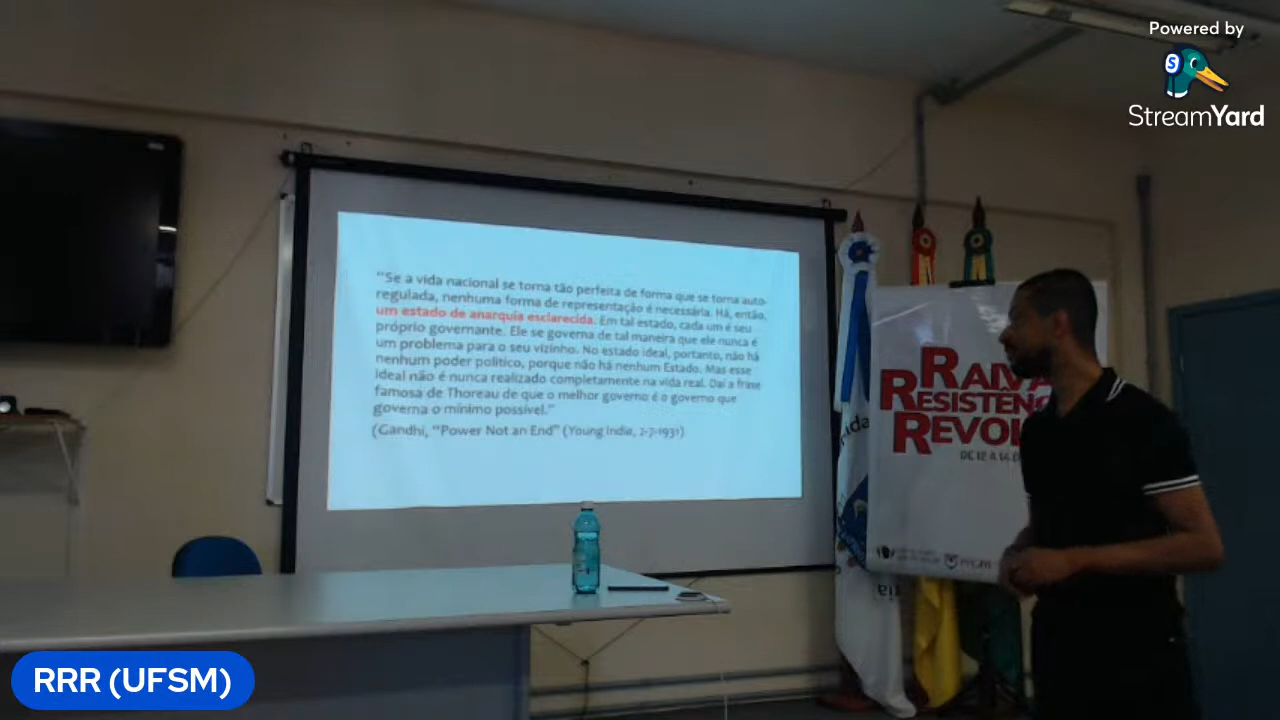 Powered by
StreamYard
"Se a vida nacional se torna tão perfeita de forma que se torna auto-
regulada, nenhuma forma de representação é necessária. Há, então,
um estado de anarquia esclarecida. Em tal estado, cada um é seu
próprio governante. Ele se governa de tal maneira que ele nunca é
um problema para o seu vizinho. No estado ideal, portanto, não há
nenhum poder político, porque não há nenhum Estado. Mas esse
ideal não é nunca realizado completamente na vida real. Daí a frase
famosa de Thoreau de que o melhor governo é o governo que
governa o mínimo possível."
(Gandhi, "Power Not an End" (Young India, 2-7-1931)
RAIVA
RESISTÊNC
REVOL
DE 12 A 14 D
RRR (UFSM)